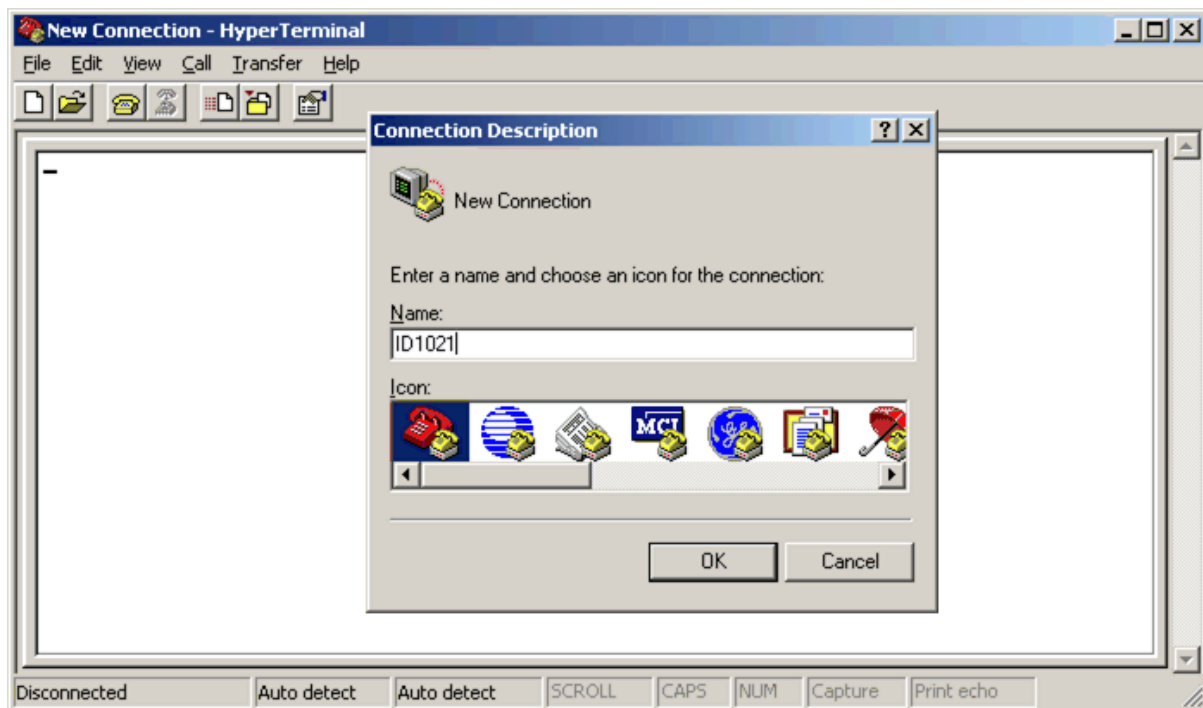 New Connection - HyperTerminal
File Edit View Call Transfer Help
Connection Description
New Connection
Enter a name and choose an icon for the connection:
Name:
ID1021
Icon:
MCI
OK Cancel
Disconnected Auto detect Auto detect SCROLL CAPS NUM Capture Print echo